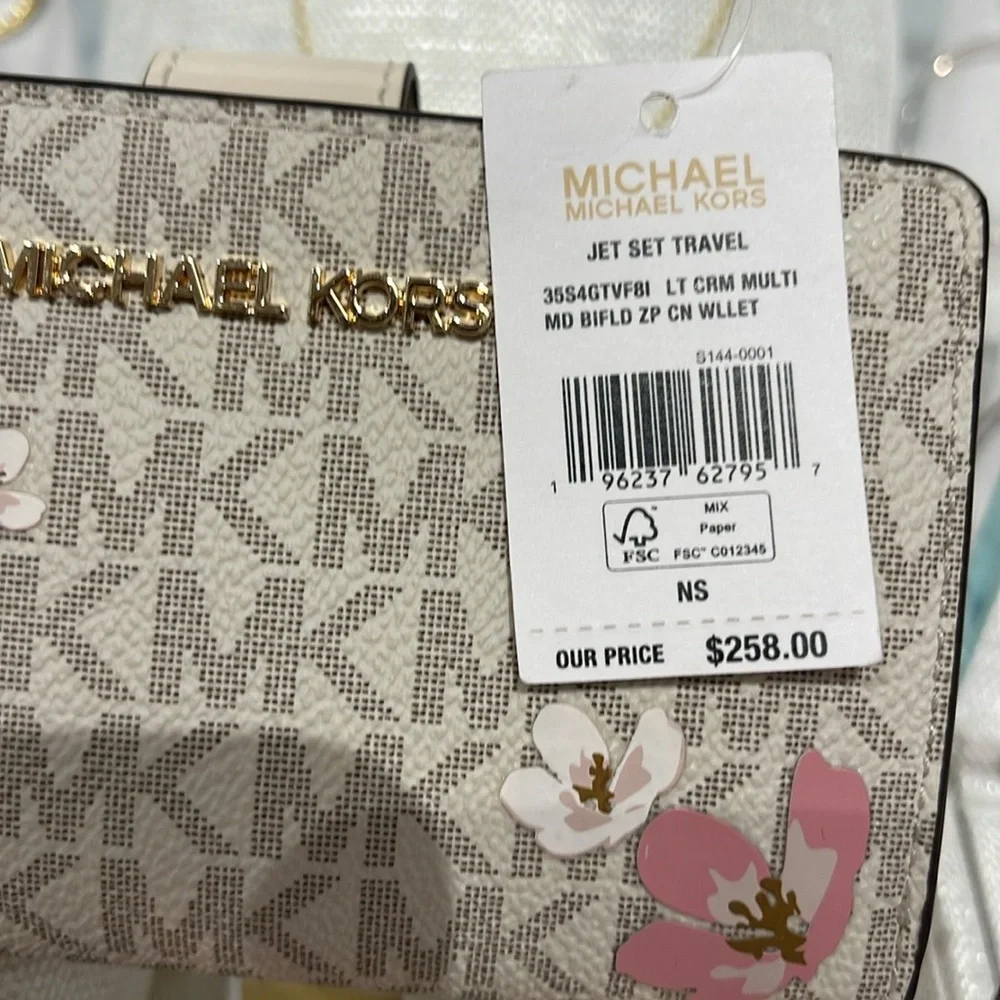 MICHAEL KORS
MICHAEL
MICHAEL KORS
JET SET TRAVEL
35S4GTVF8I LT CRM MULTI
MD BIFLD ZP CN WLLET
S144-0001
1 96237 62795 7
MIX
Paper
FSC™ C012345
FSC
NS
OUR PRICE $258.00